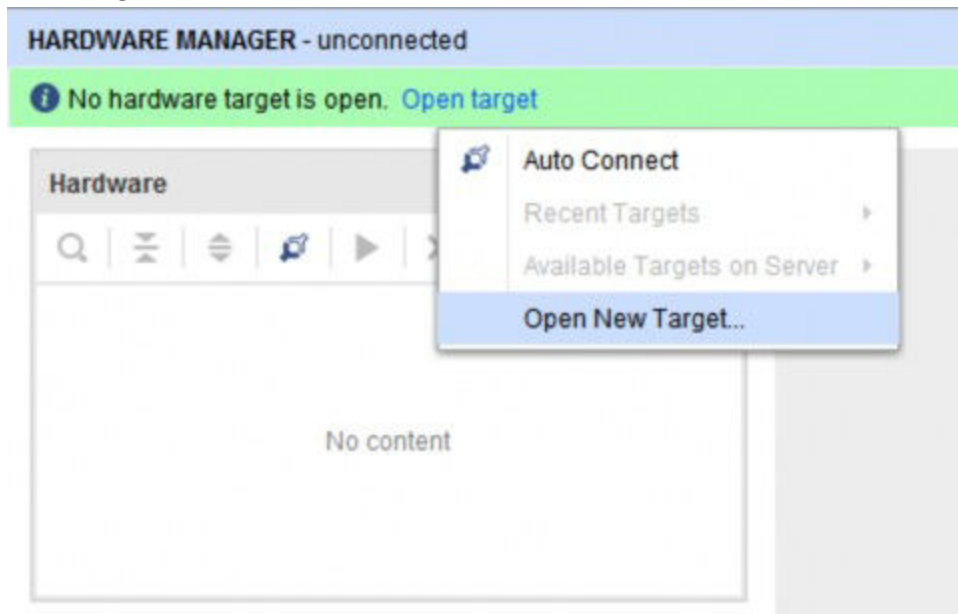 HARDWARE MANAGER - unconnected
No hardware target is open. Open target
Auto Connect
Hardware
Recent Targets
Available Targets on Server
Open New Target...
No content